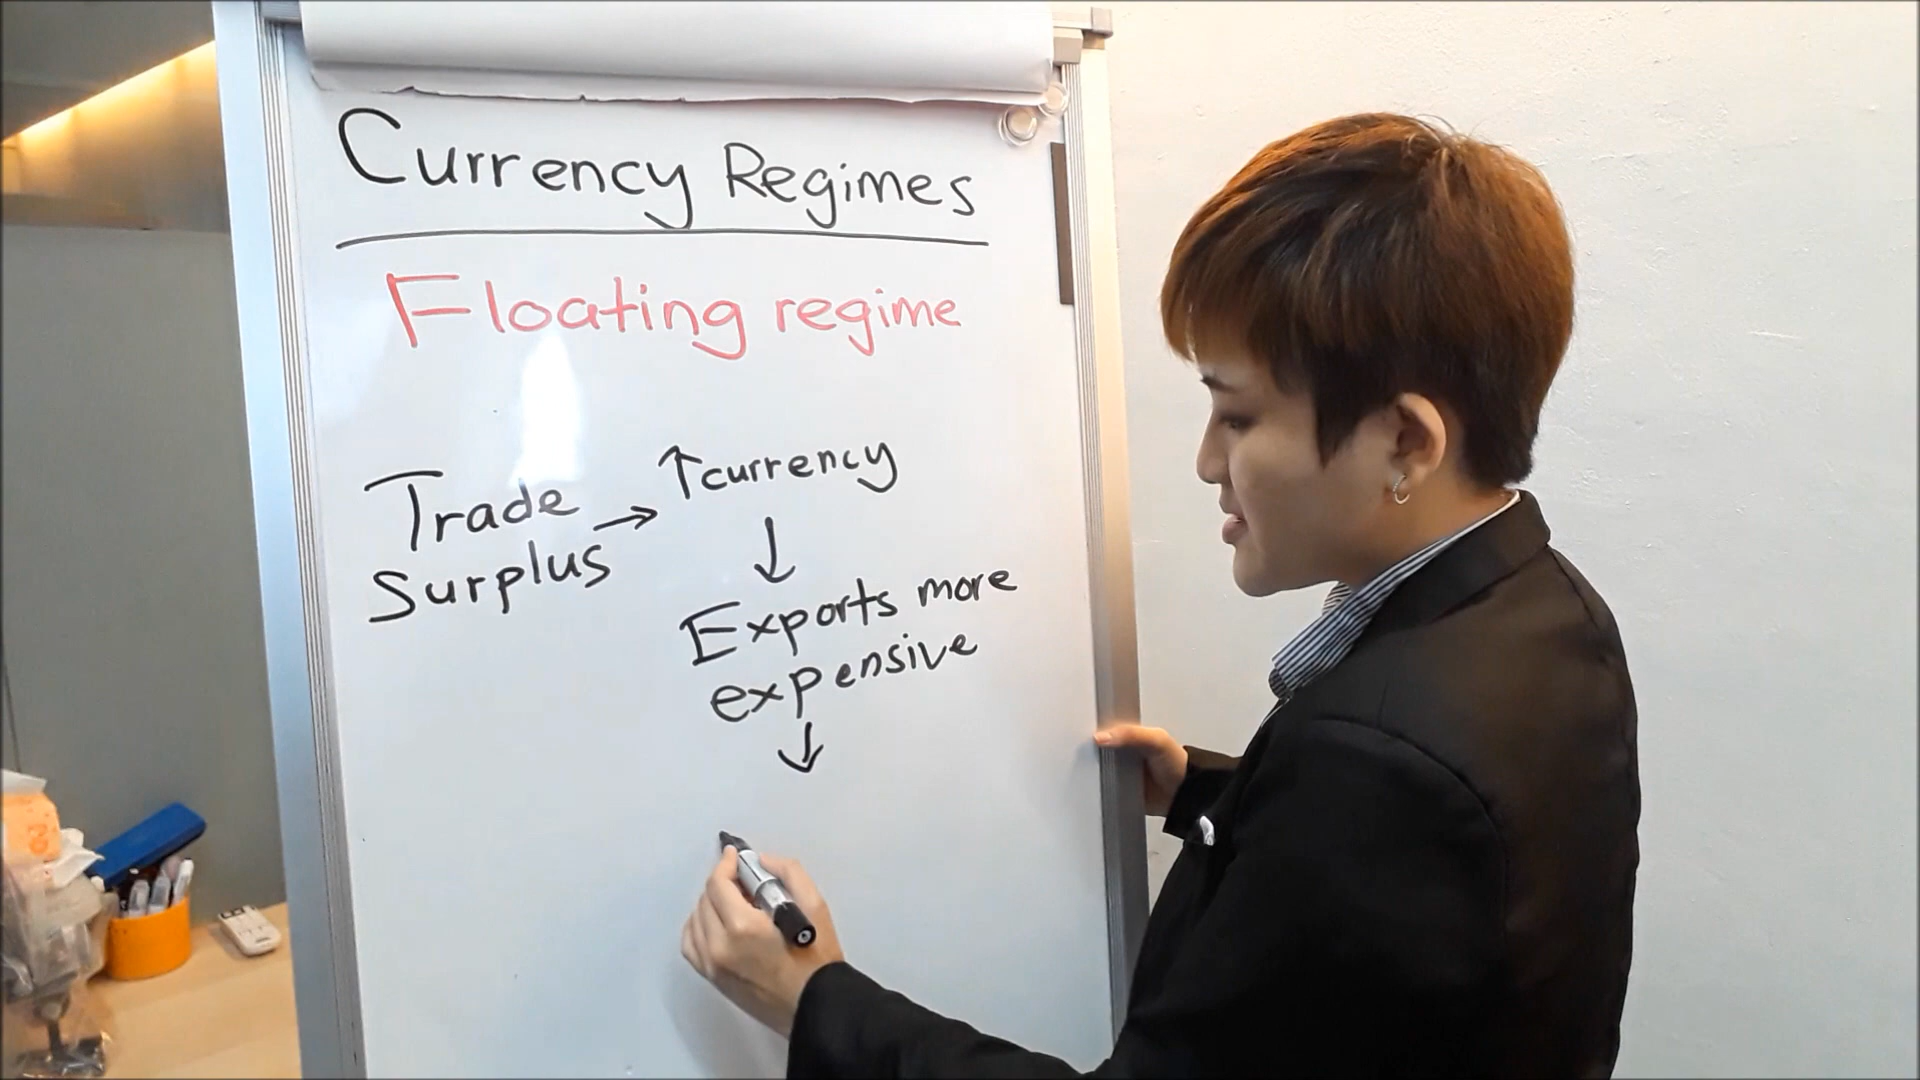 Currency Regimes
Floating regime
Trade
Surplus
→
↑currency
↓
Exports more
expensive
↓